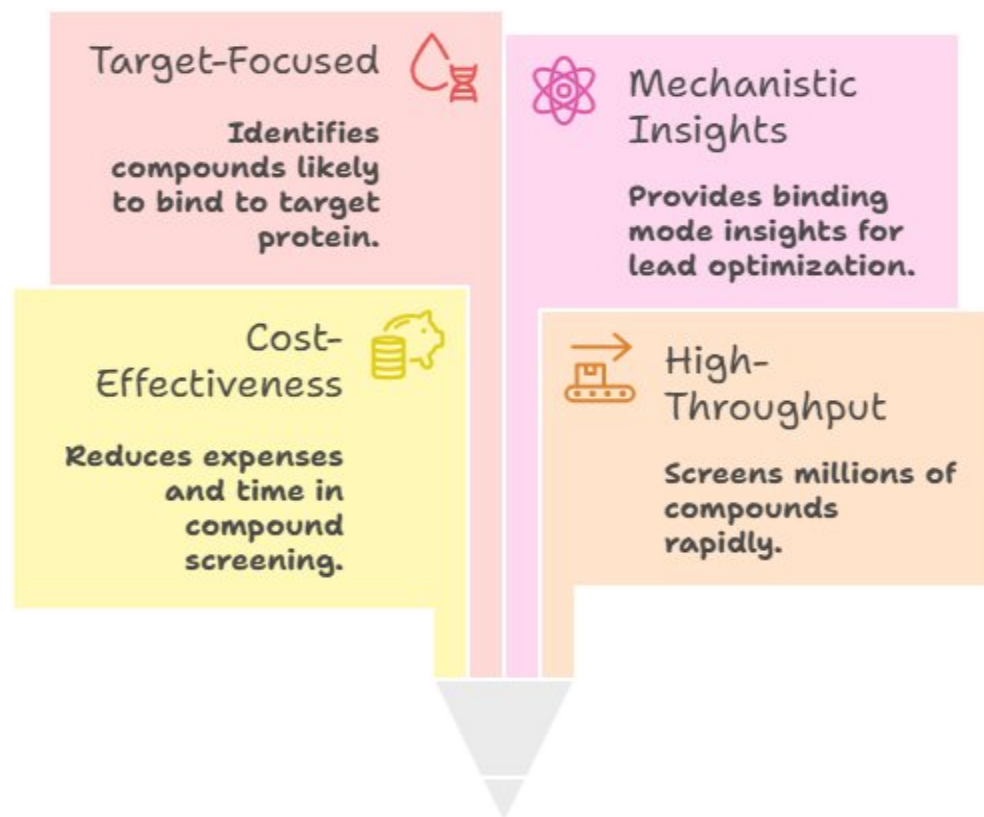 Target-Focused
Identifies
compounds likely
to bind to target
protein.
Mechanistic
Insights
Provides binding
mode insights for
lead optimization.
Cost-
Effectiveness
Reduces expenses
and time in
compound
screening.
High-
Throughput
Screens millions of
compounds
rapidly.